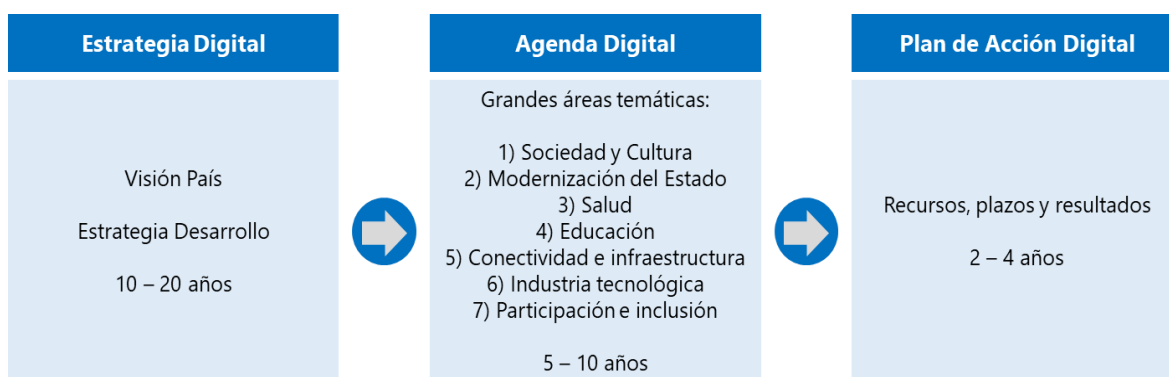 Estrategia Digital
Visión País
Estrategia Desarrollo
10 – 20 años
Agenda Digital
Grandes áreas temáticas:
1) Sociedad y Cultura
2) Modernización del Estado
3) Salud
4) Educación
5) Conectividad e infraestructura
6) Industria tecnológica
7) Participación e inclusión
5 – 10 años
Plan de Acción Digital
Recursos, plazos y resultados
2 – 4 años